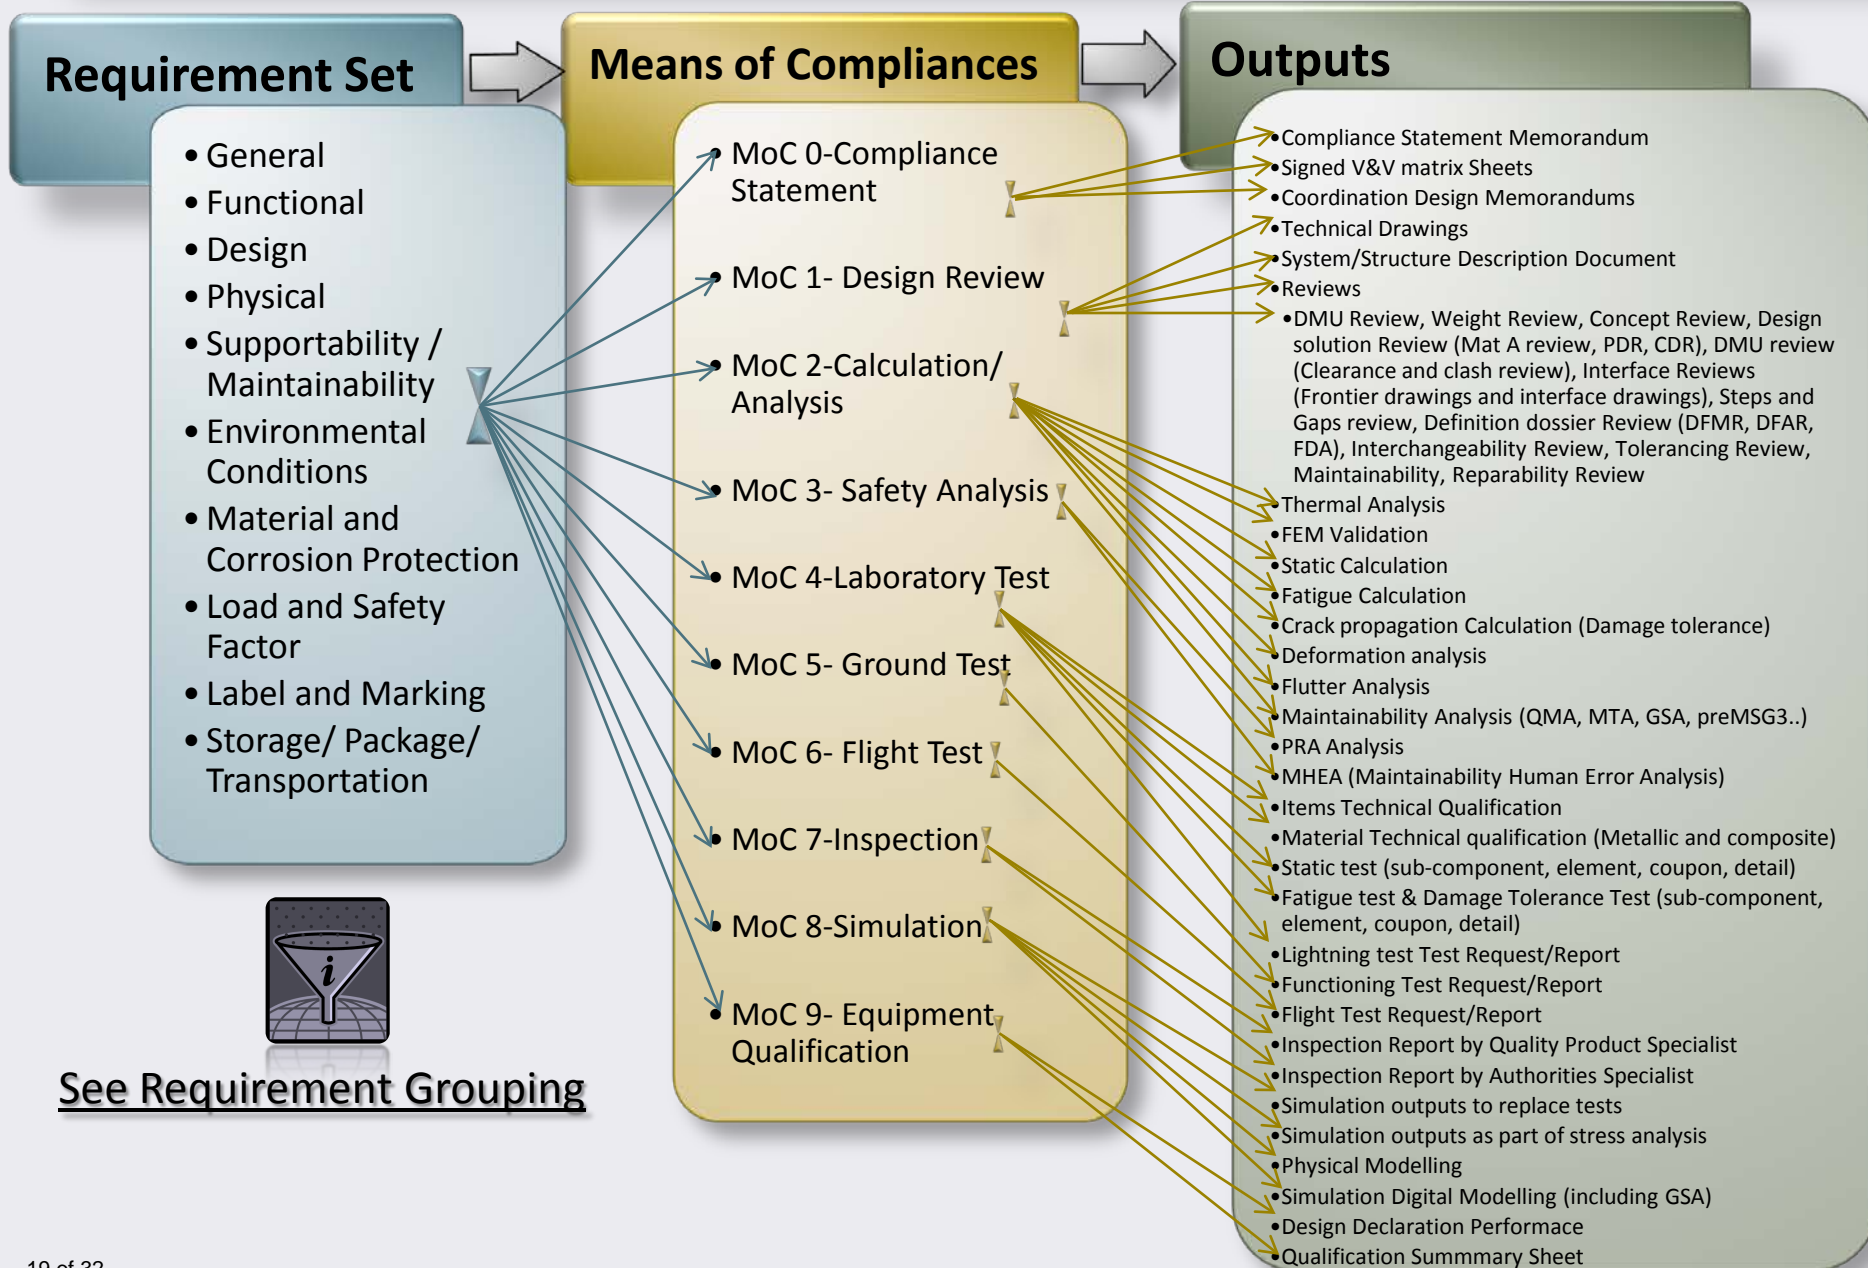 Requirement Set
Means of Compliances
Outputs
• General
• Functional
• Design
• Physical
• Supportability /
Maintainability
• Environmental
Conditions
• Material and
Corrosion Protection
• Load and Safety
Factor
• Label and Marking
• Storage/ Package/
Transportation
i
See Requirement Grouping
• MoC 0-Compliance
Statement
• MoC 1- Design Review
• MoC 2-Calculation/
Analysis
• MoC 3- Safety Analysis
• MoC 4-Laboratory Test
• MoC 5- Ground Test
• MoC 6- Flight Test
• MoC 7-Inspection
• MoC 8-Simulation
• MoC 9- Equipment
Qualification
•Compliance Statement Memorandum
•Signed V&V matrix Sheets
•Coordination Design Memorandums
•Technical Drawings
•System/Structure Description Document
•Reviews
•DMU Review, Weight Review, Concept Review, Design
solution Review (Mat A review, PDR, CDR), DMU review
(Clearance and clash review), Interface Reviews
(Frontier drawings and interface drawings), Steps and
Gaps review, Definition dossier Review (DFMR, DFAR,
FDA), Interchangeability Review, Tolerancing Review,
Maintainability, Reparability Review
•Thermal Analysis
•FEM Validation
•Static Calculation
•Fatigue Calculation
•Crack propagation Calculation (Damage tolerance)
•Deformation analysis
•Flutter Analysis
•Maintainability Analysis (QMA, MTA, GSA, preMSG3..)
•PRA Analysis
•MHEA (Maintainability Human Error Analysis)
•Items Technical Qualification
•Material Technical qualification (Metallic and composite)
•Static test (sub-component, element, coupon, detail)
•Fatigue test & Damage Tolerance Test (sub-component,
element, coupon, detail)
•Lightning test Test Request/Report
•Functioning Test Request/Report
•Flight Test Request/Report
•Inspection Report by Quality Product Specialist
•Inspection Report by Authorities Specialist
•Simulation outputs to replace tests
•Simulation outputs as part of stress analysis
•Physical Modelling
•Simulation Digital Modelling (including GSA)
•Design Declaration Performace
•Qualification Summmary Sheet
19 of 32